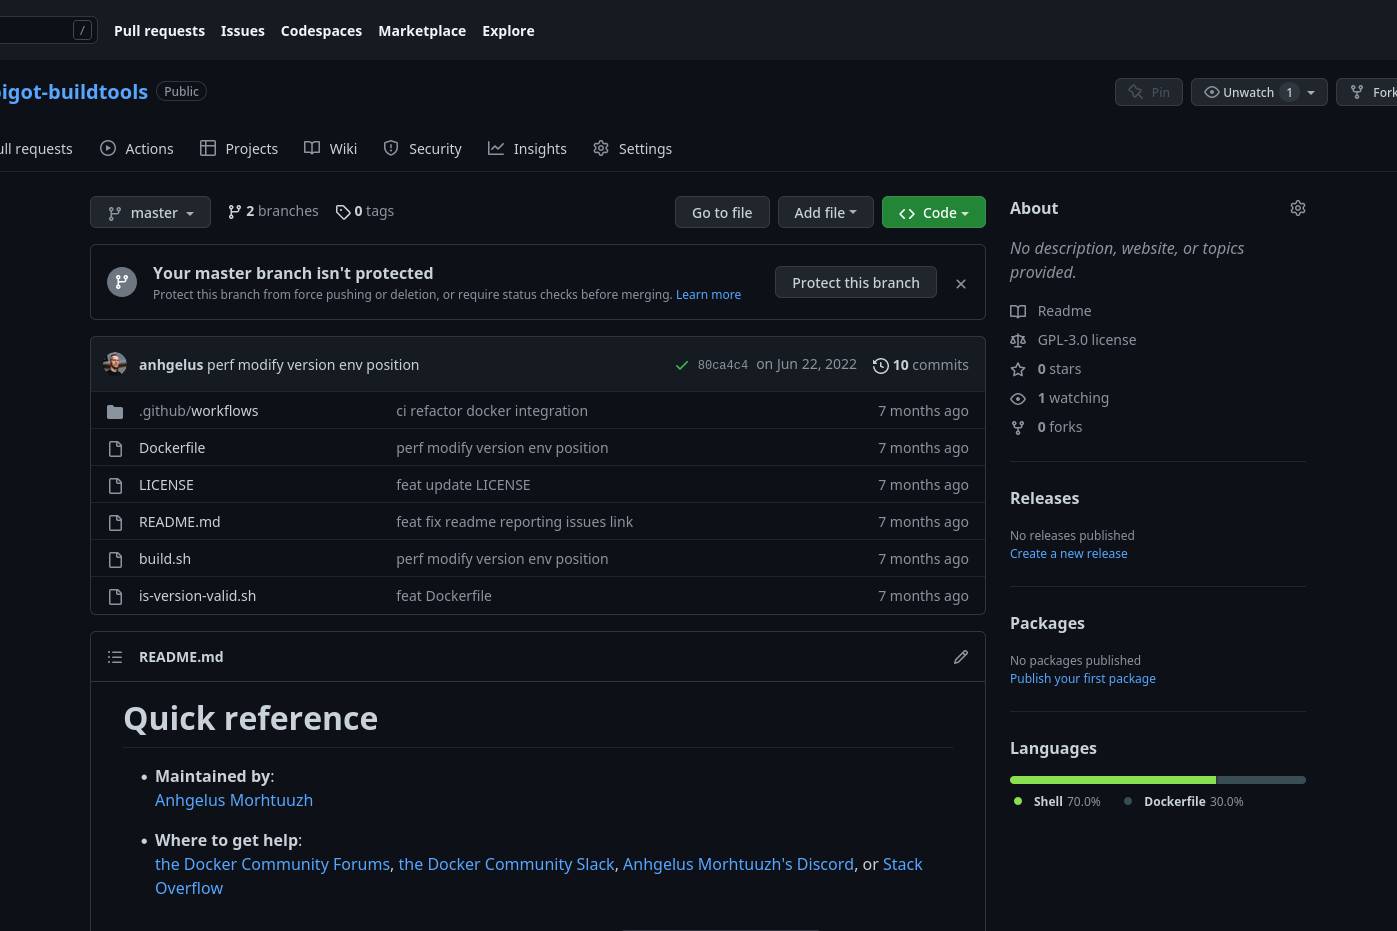 / Pull requests Issues Codespaces Marketplace Explore
igot-buildtools Public Pin Unwatch 1 Fork
ull requests Actions Projects Wiki Security Insights Settings
master 2 branches 0 tags Go to file Add file <> Code
Your master branch isn't protected
Protect this branch from force pushing or deletion, or require status checks before merging. Learn more
Protect this branch
anhgelus perf modify version env position 80ca4c4 on Jun 22, 2022 10 commits
.github/workflows ci refactor docker integration 7 months ago
Dockerfile perf modify version env position 7 months ago
LICENSE feat update LICENSE 7 months ago
README.md feat fix readme reporting issues link 7 months ago
build.sh perf modify version env position 7 months ago
is-version-valid.sh feat Dockerfile 7 months ago
README.md
Quick reference
• Maintained by:
Anhgelus Morhtuuzh
• Where to get help:
the Docker Community Forums, the Docker Community Slack, Anhgelus Morhtuuzh's Discord, or Stack
Overflow
About
No description, website, or topics
provided.
Readme
GPL-3.0 license
0 stars
1 watching
0 forks
Releases
No releases published
Create a new release
Packages
No packages published
Publish your first package
Languages
Shell 70.0% Dockerfile 30.0%